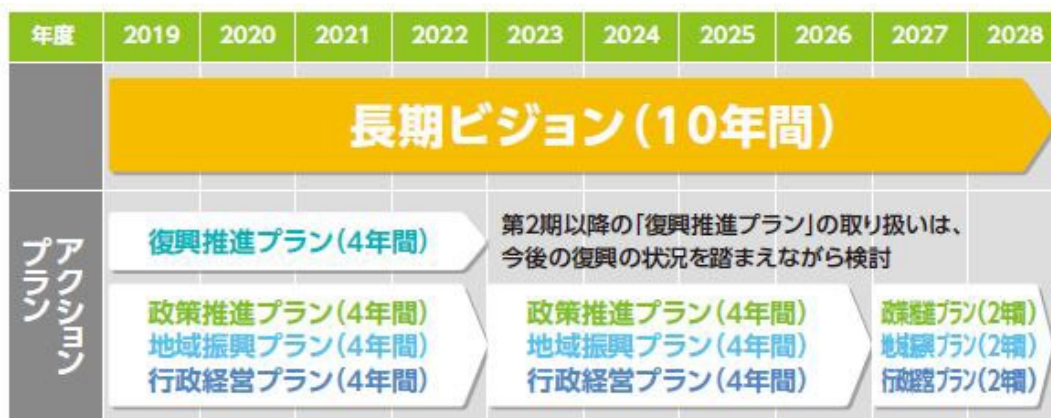 年度 2019 2020 2021 2022 2023 2024 2025 2026 2027 2028
長期ビジョン(10年間)
アクション
プラン
復興推進プラン(4年間)
第2期以降の「復興推進プラン」の取り扱いは、
今後の復興の状況を踏まえながら検討
政策推進プラン(4年間)
地域振興プラン(4年間)
行政経営プラン(4年間)
政策推進プラン(4年間)
地域振興プラン(4年間)
行政経営プラン(4年間)
政策推進プラン(2年間)
地域振興プラン(2年間)
行政経営プラン(2年間)